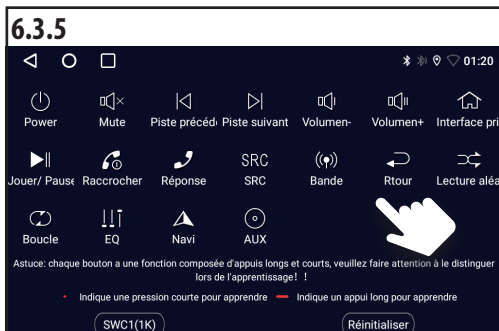 6.3.5
01:20
Power Mute Piste précéd Piste suivant Volumen- Volumen+ Interface pri
SRC
Jouer/ Pause Raccrocher Réponse SRC Bande Rtour Lecture aléa
Boucle EQ Navi AUX
Astuce: chaque bouton a une fonction composée d'appuis longs et courts, veuillez faire attention à le distinguer
lors de l'apprentissage! !
Indique une pression courte pour apprendre Indique un appui long pour apprendre
SWC1(1K) Réinitialiser